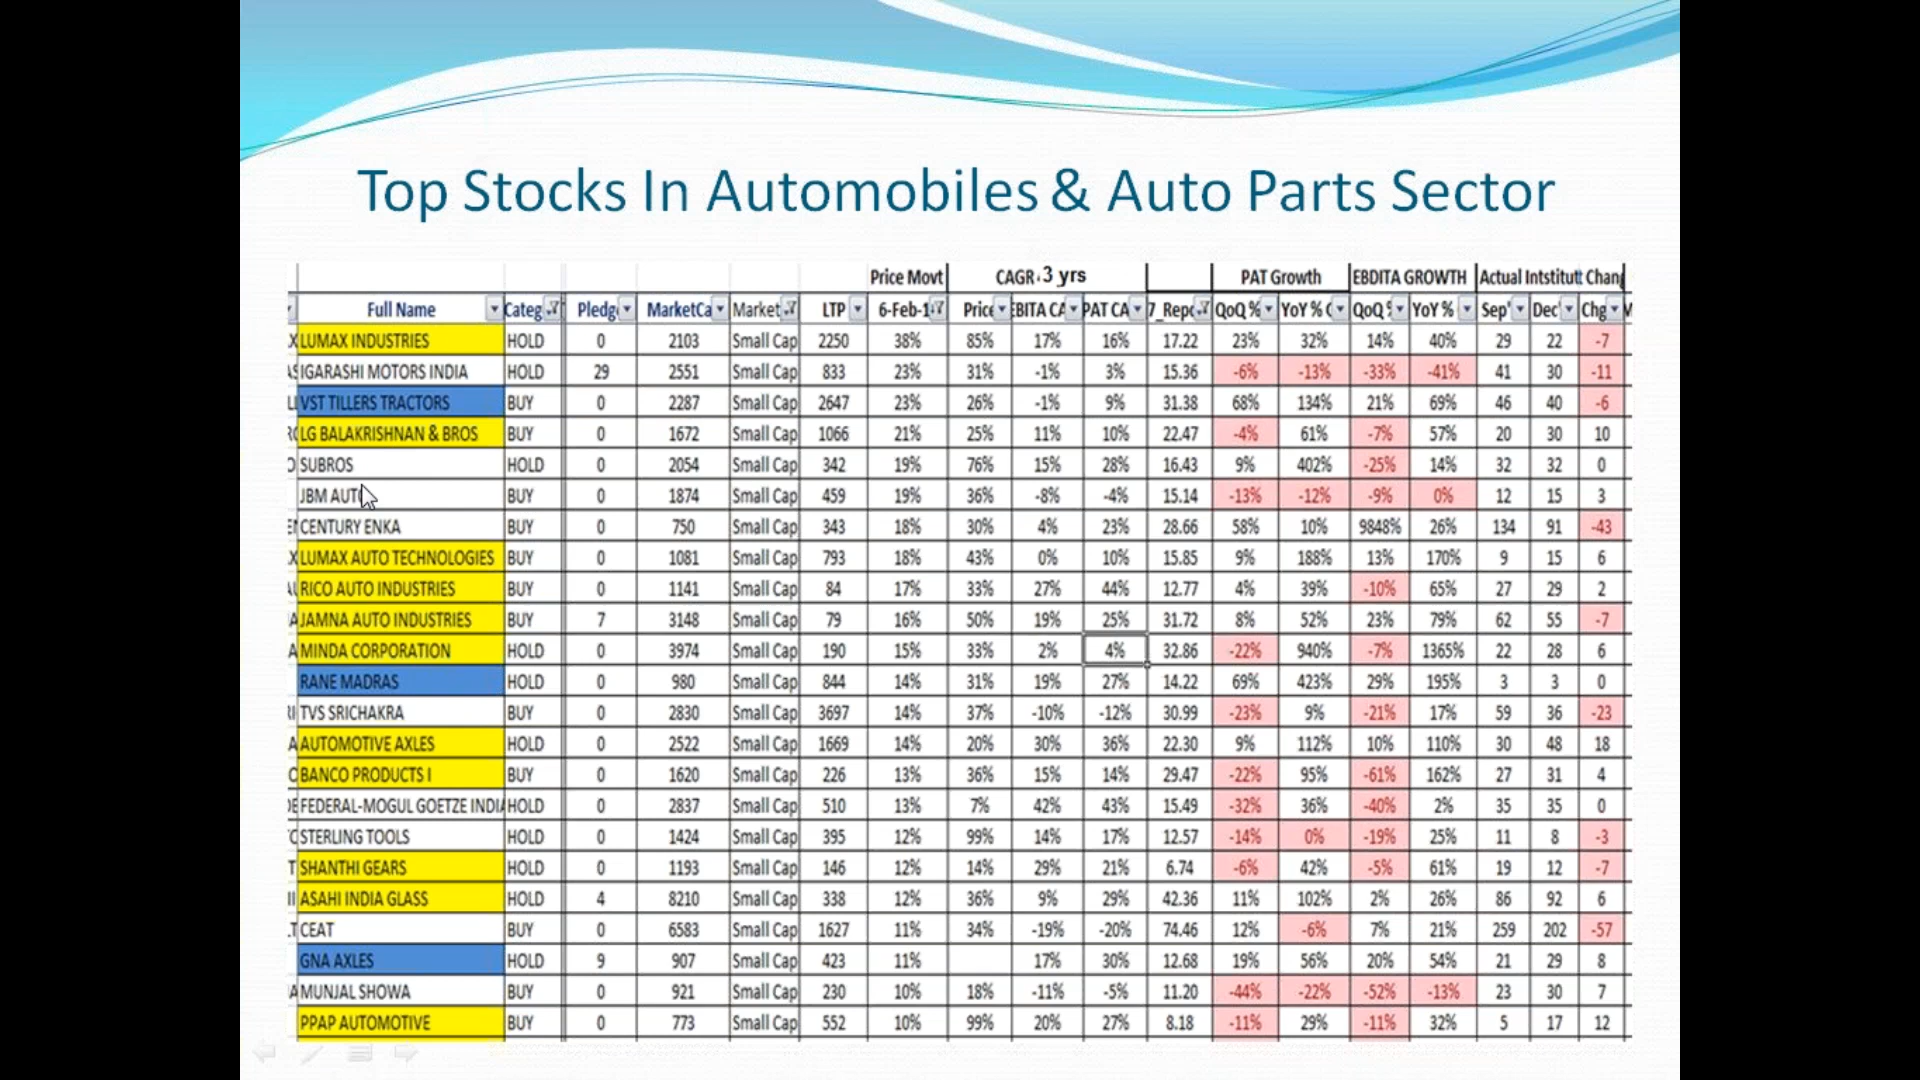 Top Stocks In Automobiles & Auto Parts Sector
Price Movt CAGR-3 yrs PAT Growth EBDITA GROWTH Actual Intstitut Chang
Full Name Categ Pledg MarketCa Market LTP 6-Feb-1 Price EBITA CA PAT CA 7_Repo QoQ % YoY % QoQ % YoY % Sep' Dec' Chg
LUMAX INDUSTRIES HOLD 0 2103 Small Cap 2250 38% 85% 17% 16% 17.22 23% 32% 14% 40% 29 22 -7
IGARASHI MOTORS INDIA HOLD 29 2551 Small Cap 833 23% 31% -1% 3% 15.36 -6% -13% -33% -41% 41 30 -11
VST TILLERS TRACTORS BUY 0 2287 Small Cap 2647 23% 26% -1% 9% 31.38 68% 134% 21% 69% 46 40 -6
LG BALAKRISHNAN & BROS BUY 0 1672 Small Cap 1066 21% 25% 11% 10% 22.47 -4% 61% -7% 57% 20 30 10
SUBROS HOLD 0 2054 Small Cap 342 19% 76% 15% 28% 16.43 9% 402% -25% 14% 32 32 0
JBM AUTO BUY 0 1874 Small Cap 459 19% 36% -8% -4% 15.14 -13% -12% -9% 0% 12 15 3
CENTURY ENKA BUY 0 750 Small Cap 343 18% 30% 4% 23% 28.66 58% 10% 9848% 26% 134 91 -43
LUMAX AUTO TECHNOLOGIES BUY 0 1081 Small Cap 793 18% 43% 0% 10% 15.85 9% 188% 13% 170% 9 15 6
RICO AUTO INDUSTRIES BUY 0 1141 Small Cap 84 17% 33% 27% 44% 12.77 4% 39% -10% 65% 27 29 2
JAMNA AUTO INDUSTRIES BUY 7 3148 Small Cap 79 16% 50% 19% 25% 31.72 8% 52% 23% 79% 62 55 -7
MINDA CORPORATION HOLD 0 3974 Small Cap 190 15% 33% 2% 4% 32.86 -22% 940% -7% 1365% 22 28 6
RANE MADRAS HOLD 0 980 Small Cap 844 14% 31% 19% 27% 14.22 69% 423% 29% 195% 3 3 0
TVS SRICHAKRA BUY 0 2830 Small Cap 3697 14% 37% -10% -12% 30.99 -23% 9% -21% 17% 59 36 -23
AUTOMOTIVE AXLES HOLD 0 2522 Small Cap 1669 14% 20% 30% 36% 22.30 9% 112% 10% 110% 30 48 18
BANCO PRODUCTS I BUY 0 1620 Small Cap 226 13% 36% 15% 14% 29.47 -22% 95% -61% 162% 27 31 4
FEDERAL-MOGUL GOETZE INDIA HOLD 0 2837 Small Cap 510 13% 7% 42% 43% 15.49 -32% 36% -40% 2% 35 35 0
STERLING TOOLS HOLD 0 1424 Small Cap 395 12% 99% 14% 17% 12.57 -14% 0% -19% 25% 11 8 -3
SHANTHI GEARS HOLD 0 1193 Small Cap 146 12% 14% 29% 21% 6.74 -6% 42% -5% 61% 19 12 -7
ASAHI INDIA GLASS HOLD 4 8210 Small Cap 338 12% 36% 9% 29% 42.36 11% 102% 2% 26% 86 92 6
CEAT BUY 0 6583 Small Cap 1627 11% 34% -19% -20% 74.46 12% -6% 7% 21% 259 202 -57
GNA AXLES HOLD 9 907 Small Cap 423 11% 17% 30% 12.68 19% 56% 20% 54% 21 29 8
MUNJAL SHOWA BUY 0 921 Small Cap 230 10% 18% -11% -5% 11.20 -44% -22% -52% -13% 23 30 7
PPAP AUTOMOTIVE BUY 0 773 Small Cap 552 10% 99% 20% 27% 8.18 -11% 29% -11% 32% 5 17 12